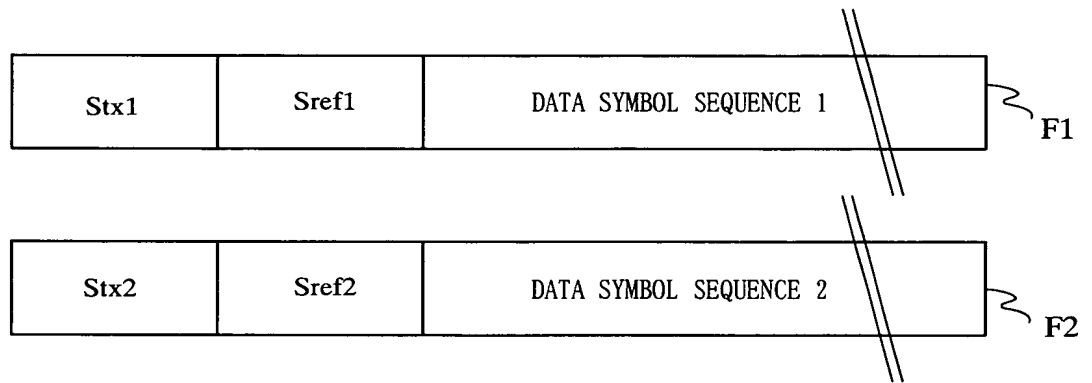 Stx1 Sref1 DATA SYMBOL SEQUENCE 1
F1
Stx2 Sref2 DATA SYMBOL SEQUENCE 2
F2